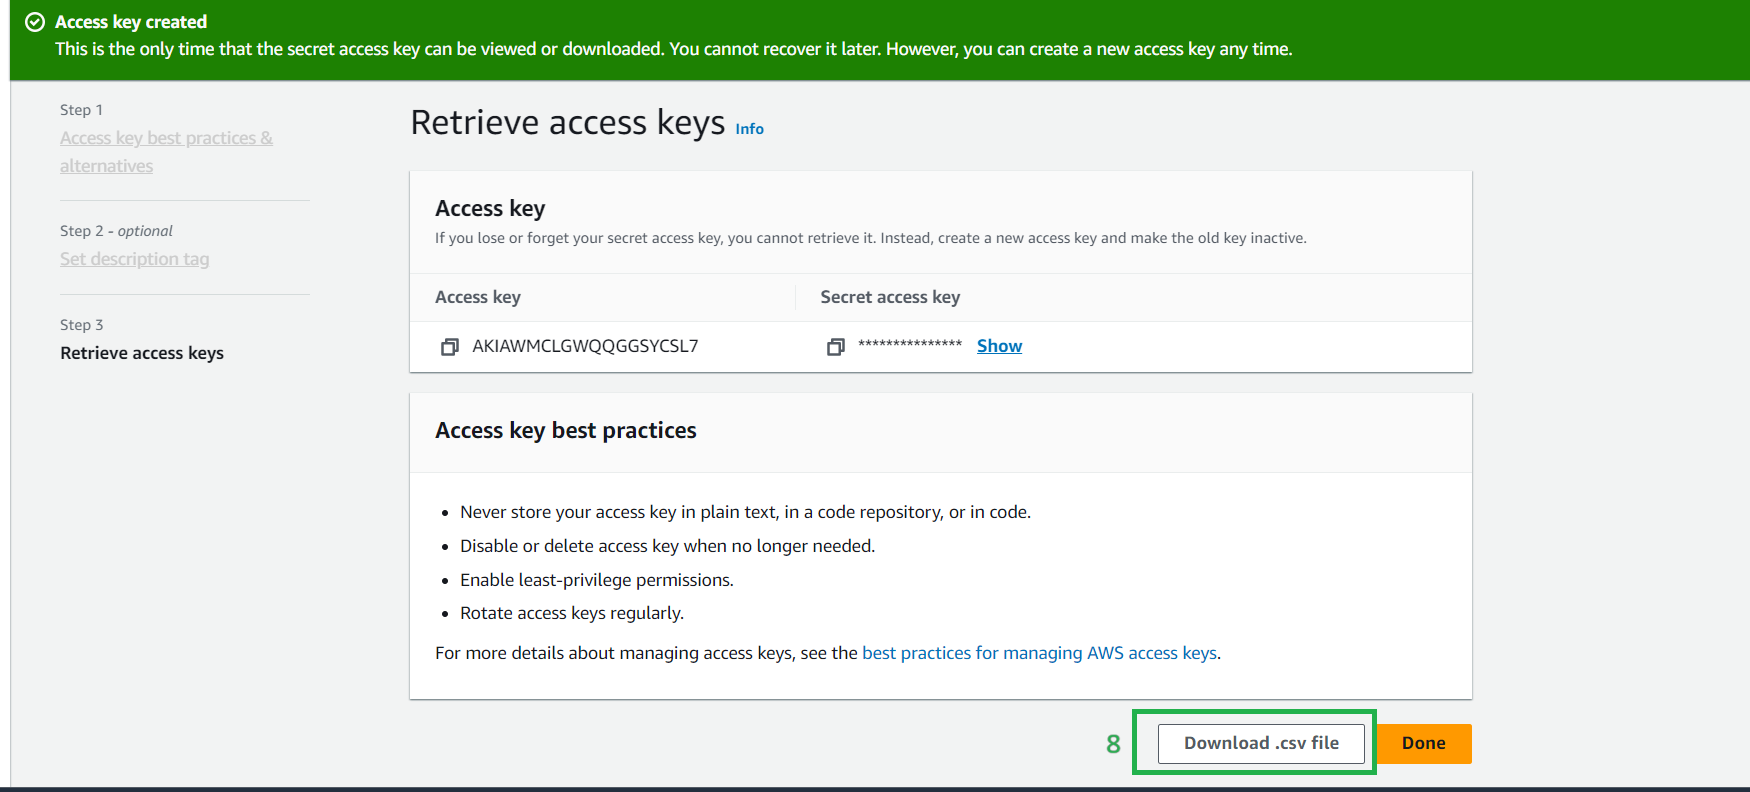 Access key created
This is the only time that the secret access key can be viewed or downloaded. You cannot recover it later. However, you can create a new access key any time.
Step 1
Access key best practices &
alternatives
Step 2 - optional
Set description tag
Step 3
Retrieve access keys
Retrieve access keys Info
Access key
If you lose or forget your secret access key, you cannot retrieve it. Instead, create a new access key and make the old key inactive.
Access key Secret access key
AKIAWMCLGWQQGGSYCSL7 *************** Show
Access key best practices
• Never store your access key in plain text, in a code repository, or in code.
• Disable or delete access key when no longer needed.
• Enable least-privilege permissions.
• Rotate access keys regularly.
For more details about managing access keys, see the best practices for managing AWS access keys.
8 Download .csv file Done